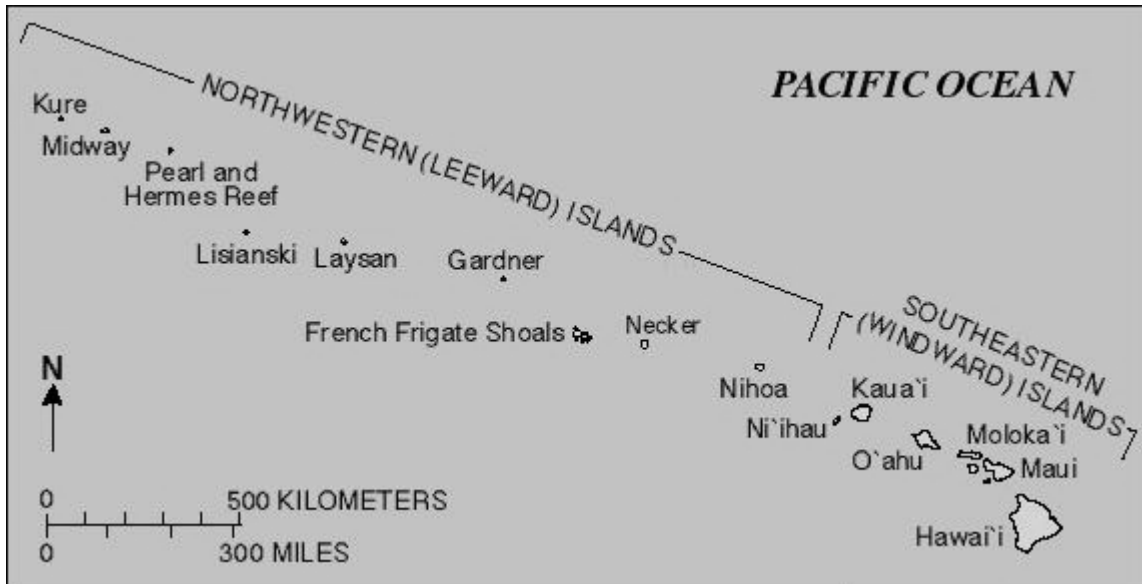 PACIFIC OCEAN
NORTHWESTERN (LEEWARD) ISLANDS
Kure
Midway
Pearl and
Hermes Reef
Lisianski
Laysan
Gardner
French Frigate Shoals
Necker
Nihoa
SOUTHEASTERN
(WINDWARD) ISLANDS
Kaua`i
Ni`ihau
O`ahu
Moloka`i
Maui
Hawai`i
N
0 500 KILOMETERS
0 300 MILES